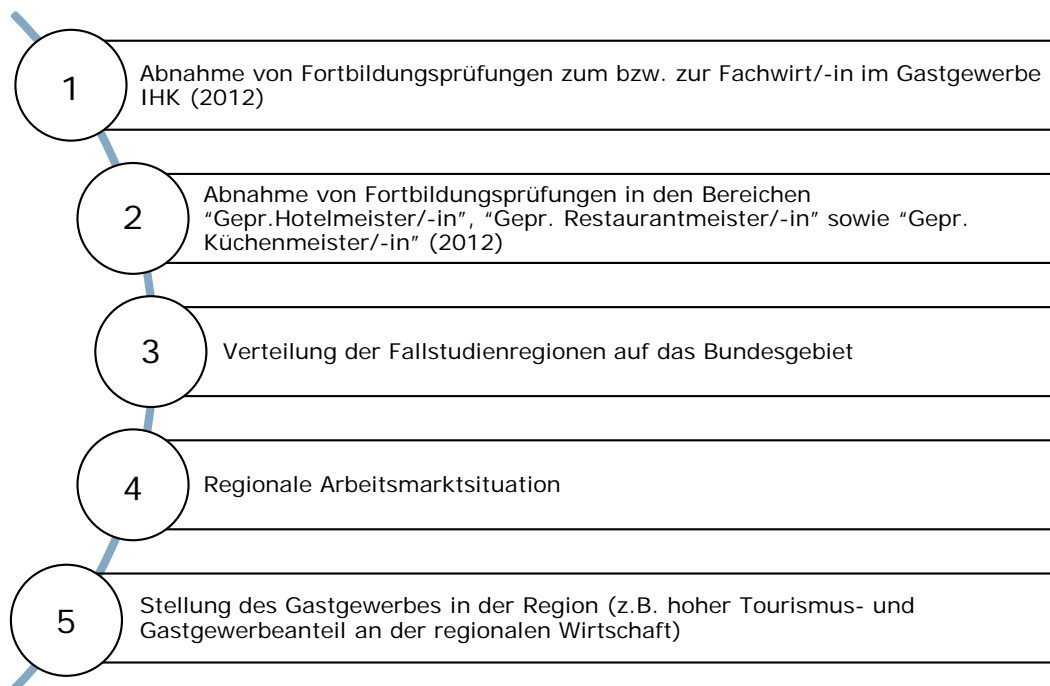 1
Abnahme von Fortbildungsprüfungen zum bzw. zur Fachwirt/-in im Gastgewerbe
IHK (2012)
2
Abnahme von Fortbildungsprüfungen in den Bereichen
“Gepr.Hotelmeister/-in”, “Gepr. Restaurantmeister/-in” sowie “Gepr.
Küchenmeister/-in” (2012)
3
Verteilung der Fallstudienregionen auf das Bundesgebiet
4
Regionale Arbeitsmarktsituation
5
Stellung des Gastgewerbes in der Region (z.B. hoher Tourismus- und
Gastgewerbeanteil an der regionalen Wirtschaft)